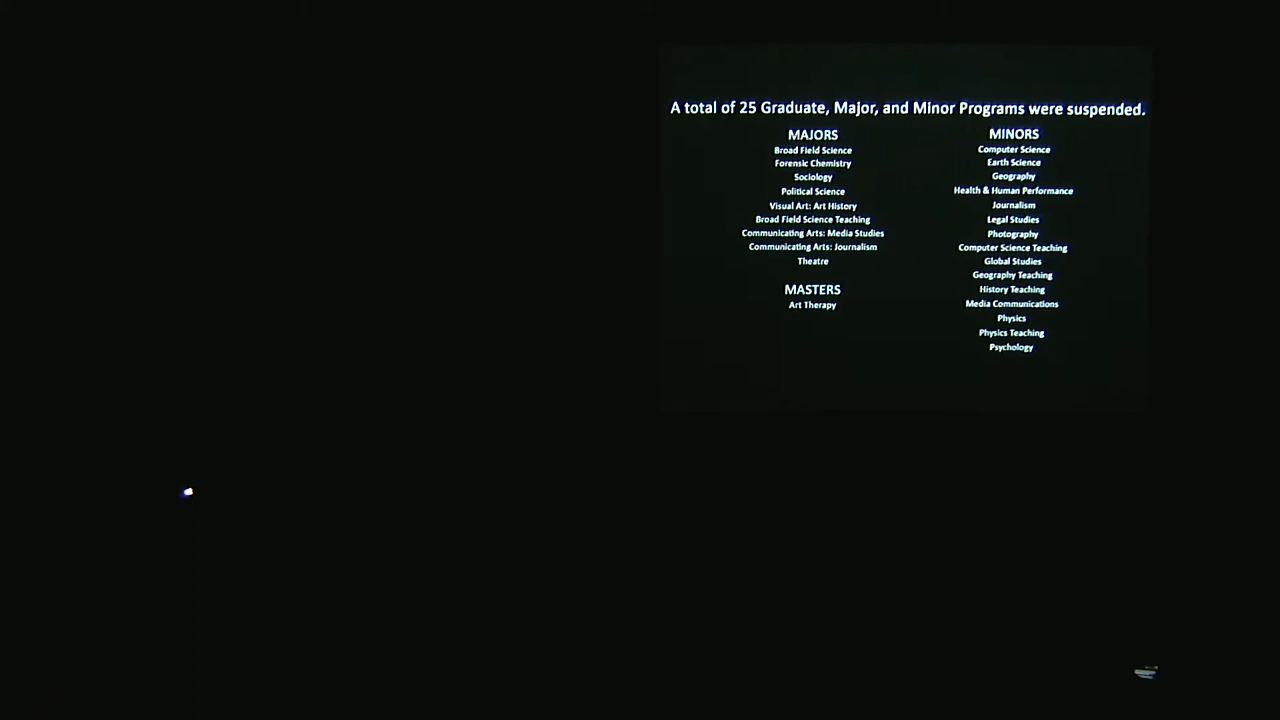 A total of 25 Graduate, Major, and Minor Programs were suspended.
MAJORS
Broad Field Science
Forensic Chemistry
Sociology
Political Science
Visual Art: Art History
Broad Field Science Teaching
Communicating Arts: Media Studies
Communicating Arts: Journalism
Theatre
MASTERS
Art Therapy
MINORS
Computer Science
Earth Science
Geography
Health & Human Performance
Journalism
Legal Studies
Photography
Computer Science Teaching
Global Studies
Geography Teaching
History Teaching
Media Communications
Physics
Physics Teaching
Psychology